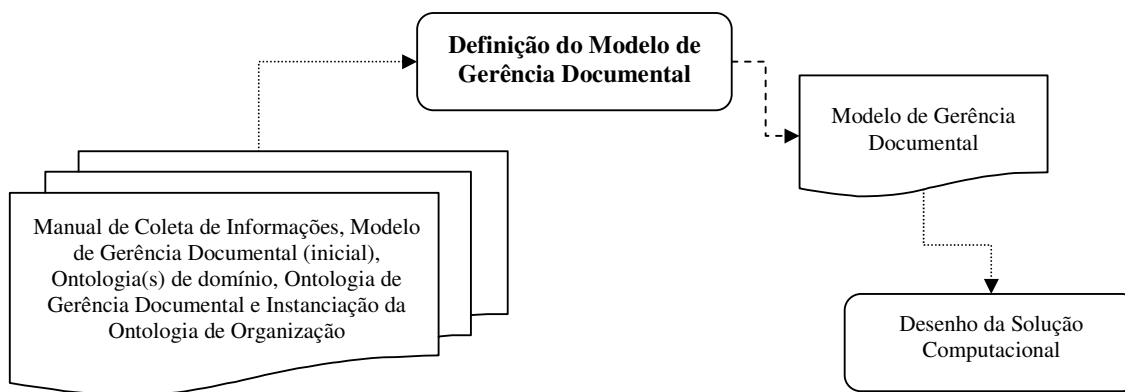 Definição do Modelo de
Gerência Documental
Modelo de Gerência
Documental
Manual de Coleta de Informações, Modelo
de Gerência Documental (inicial),
Ontologia(s) de domínio, Ontologia de
Gerência Documental e Instanciação da
Ontologia de Organização
Desenho da Solução
Computacional